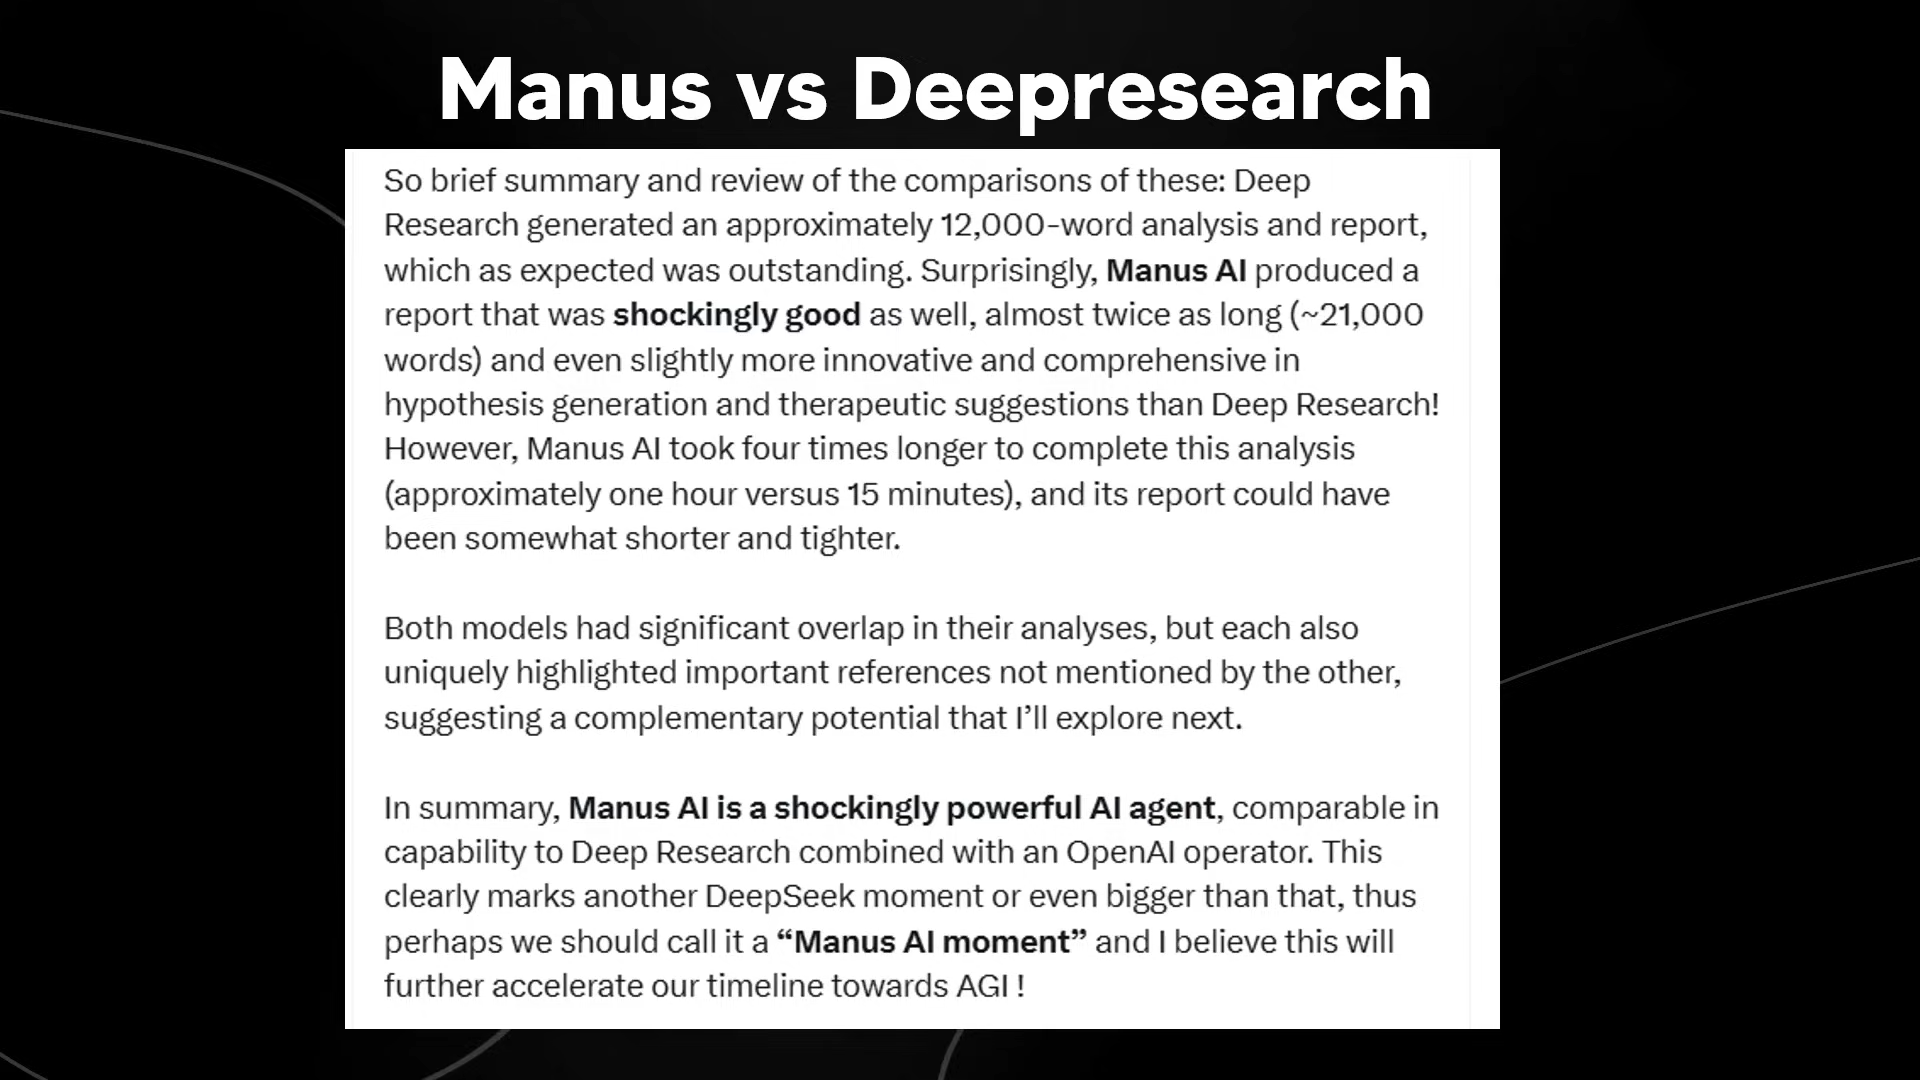 Manus vs Deepresearch
So brief summary and review of the comparisons of these: Deep
Research generated an approximately 12,000-word analysis and report,
which as expected was outstanding. Surprisingly, Manus AI produced a
report that was shockingly good as well, almost twice as long (~21,000
words) and even slightly more innovative and comprehensive in
hypothesis generation and therapeutic suggestions than Deep Research!
However, Manus AI took four times longer to complete this analysis
(approximately one hour versus 15 minutes), and its report could have
been somewhat shorter and tighter.
Both models had significant overlap in their analyses, but each also
uniquely highlighted important references not mentioned by the other,
suggesting a complementary potential that I’ll explore next.
In summary, Manus AI is a shockingly powerful AI agent, comparable in
capability to Deep Research combined with an OpenAI operator. This
clearly marks another DeepSeek moment or even bigger than that, thus
perhaps we should call it a “Manus AI moment” and I believe this will
further accelerate our timeline towards AGI !